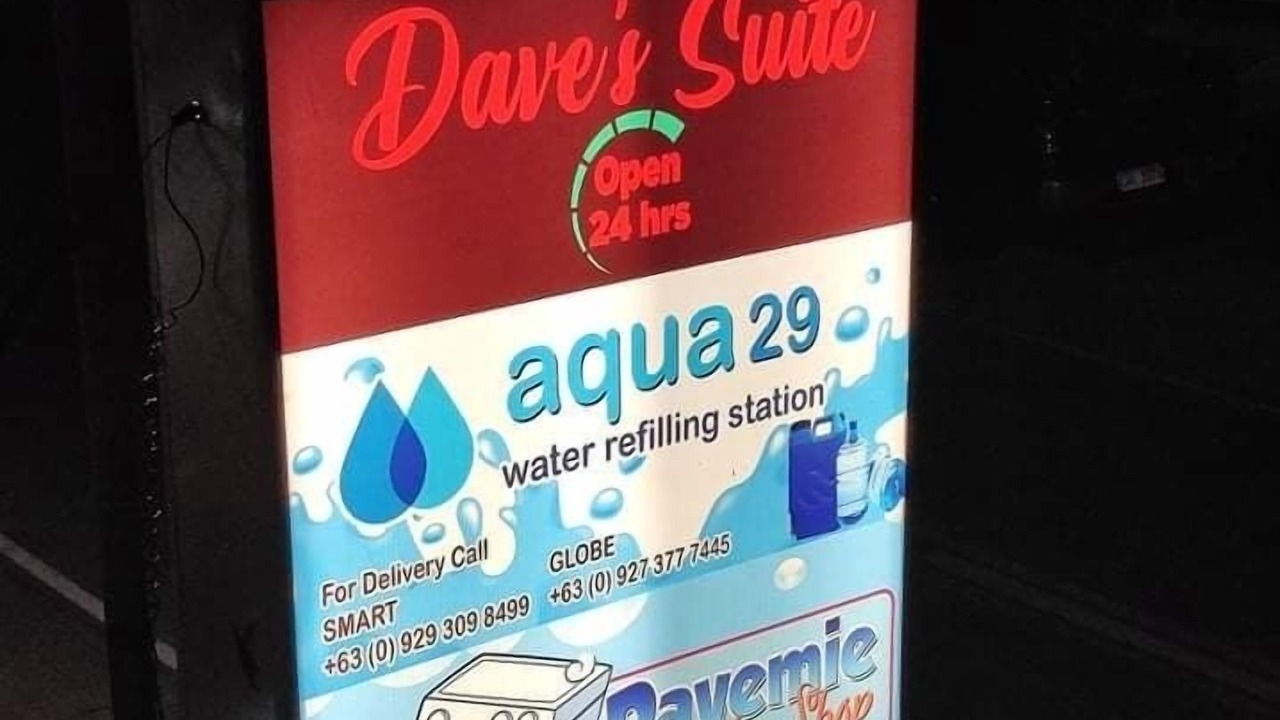 Dave's Suite
Open
24 hrs
aqua 29
water refilling station
For Delivery Call
SMART
+63 (0) 929 309 8499
GLOBE
+63 (0) 927 377 7445
Davemie
Shop